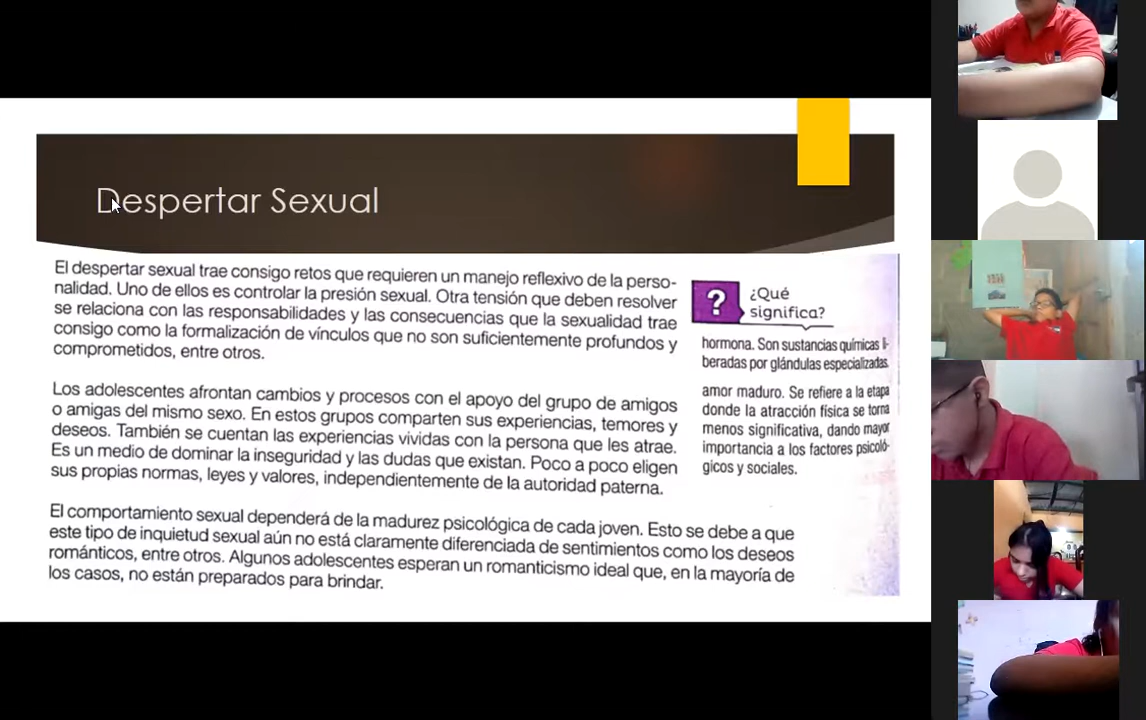 Despertar Sexual
El despertar sexual trae consigo retos que requieren un manejo reflexivo de la perso-
nalidad. Uno de ellos es controlar la presión sexual. Otra tensión que deben resolver
se relaciona con las responsabilidades y las consecuencias que la sexualidad trae
consigo como la formalización de vínculos que no son suficientemente profundos y
comprometidos, entre otros.
Los adolescentes afrontan cambios y procesos con el apoyo del grupo de amigos
o amigas del mismo sexo. En estos grupos comparten sus experiencias, temores y
deseos. También se cuentan las experiencias vividas con la persona que les atrae.
Es un medio de dominar la inseguridad y las dudas que existan. Poco a poco eligen
sus propias normas, leyes y valores, independientemente de la autoridad paterna.
El comportamiento sexual dependerá de la madurez psicológica de cada joven. Esto se debe a que
este tipo de inquietud sexual aún no está claramente diferenciada de sentimientos como los deseos
románticos, entre otros. Algunos adolescentes esperan un romanticismo ideal que, en la mayoría de
los casos, no están preparados para brindar.
?
¿Qué
significa?
hormona. Son sustancias químicas li-
beradas por glándulas especializadas.
amor maduro. Se refiere a la etapa
donde la atracción física se torna
menos significativa, dando mayor
importancia a los factores psicoló-
gicos y sociales.